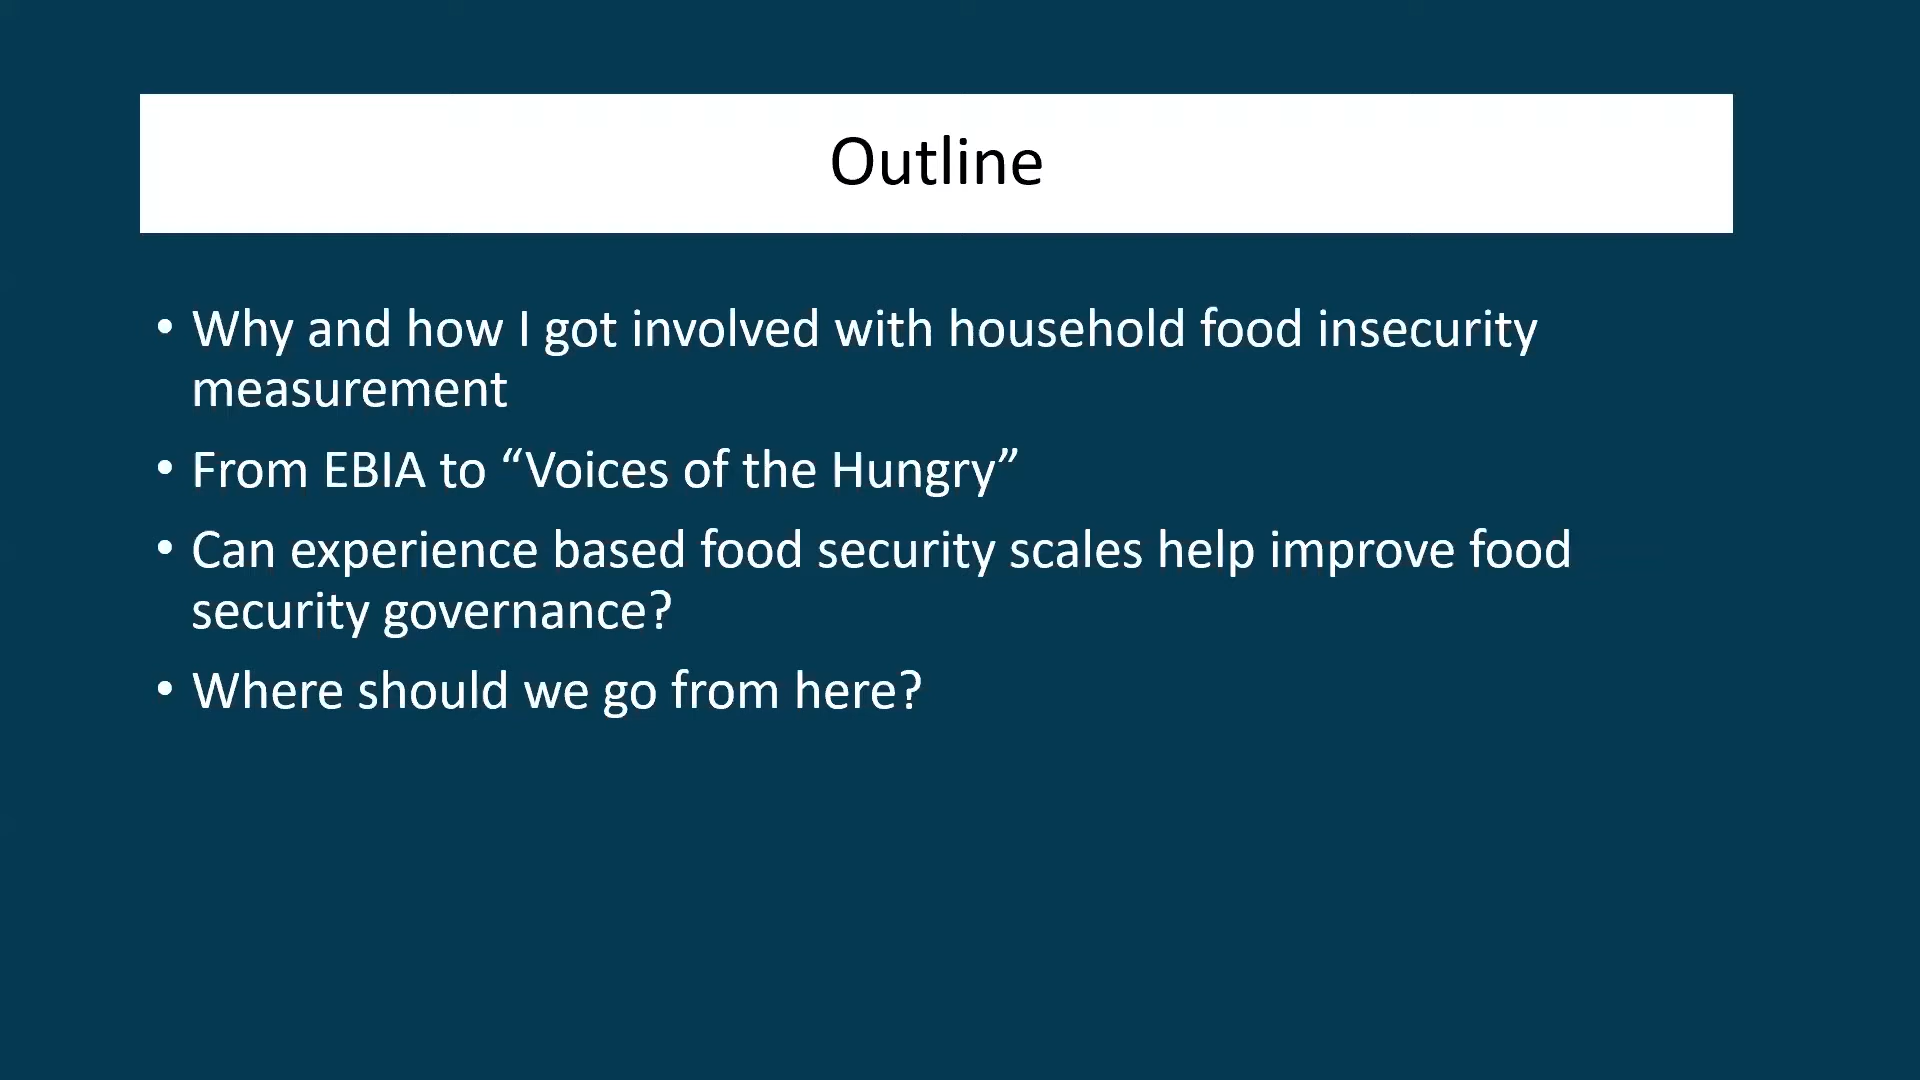 Outline
• Why and how I got involved with household food insecurity
measurement
• From EBIA to “Voices of the Hungry”
• Can experience based food security scales help improve food
security governance?
• Where should we go from here?